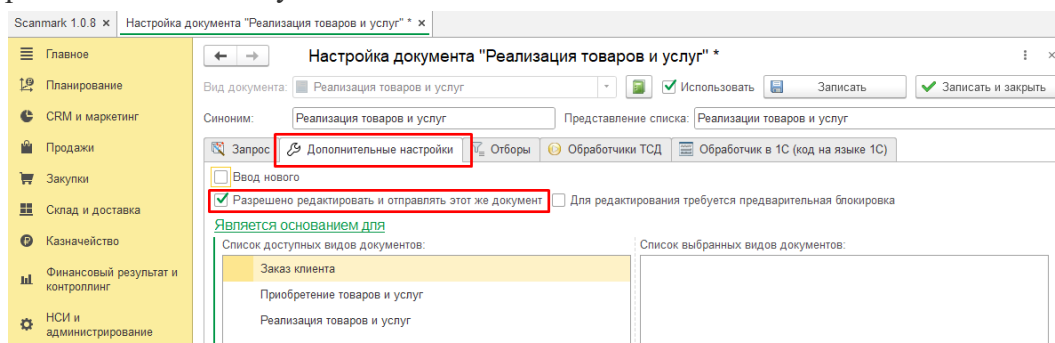 Scanmark 1.0.8 × Настройка документа "Реализация товаров и услуг" * ×
Главное
Настройка документа "Реализация товаров и услуг" *
Планирование
Вид документа: Реализация товаров и услуг Использовать Записать Записать и закрыть
CRM и маркетинг
Синоним: Реализация товаров и услуг Представление списка: Реализации товаров и услуг
Продажи
Запрос Дополнительные настройки Отборы Обработчики ТСД Обработчик в 1С (код на языке 1С)
Закупки
Ввод нового
Разрешено редактировать и отправлять этот же документ Для редактирования требуется предварительная блокировка
Склад и доставка
Является основанием для
Казначейство
Список доступных видов документов: Список выбранных видов документов:
Финансовый результат и
контроллинг
Заказ клиента
Приобретение товаров и услуг
НСИ и
администрирование
Реализация товаров и услуг